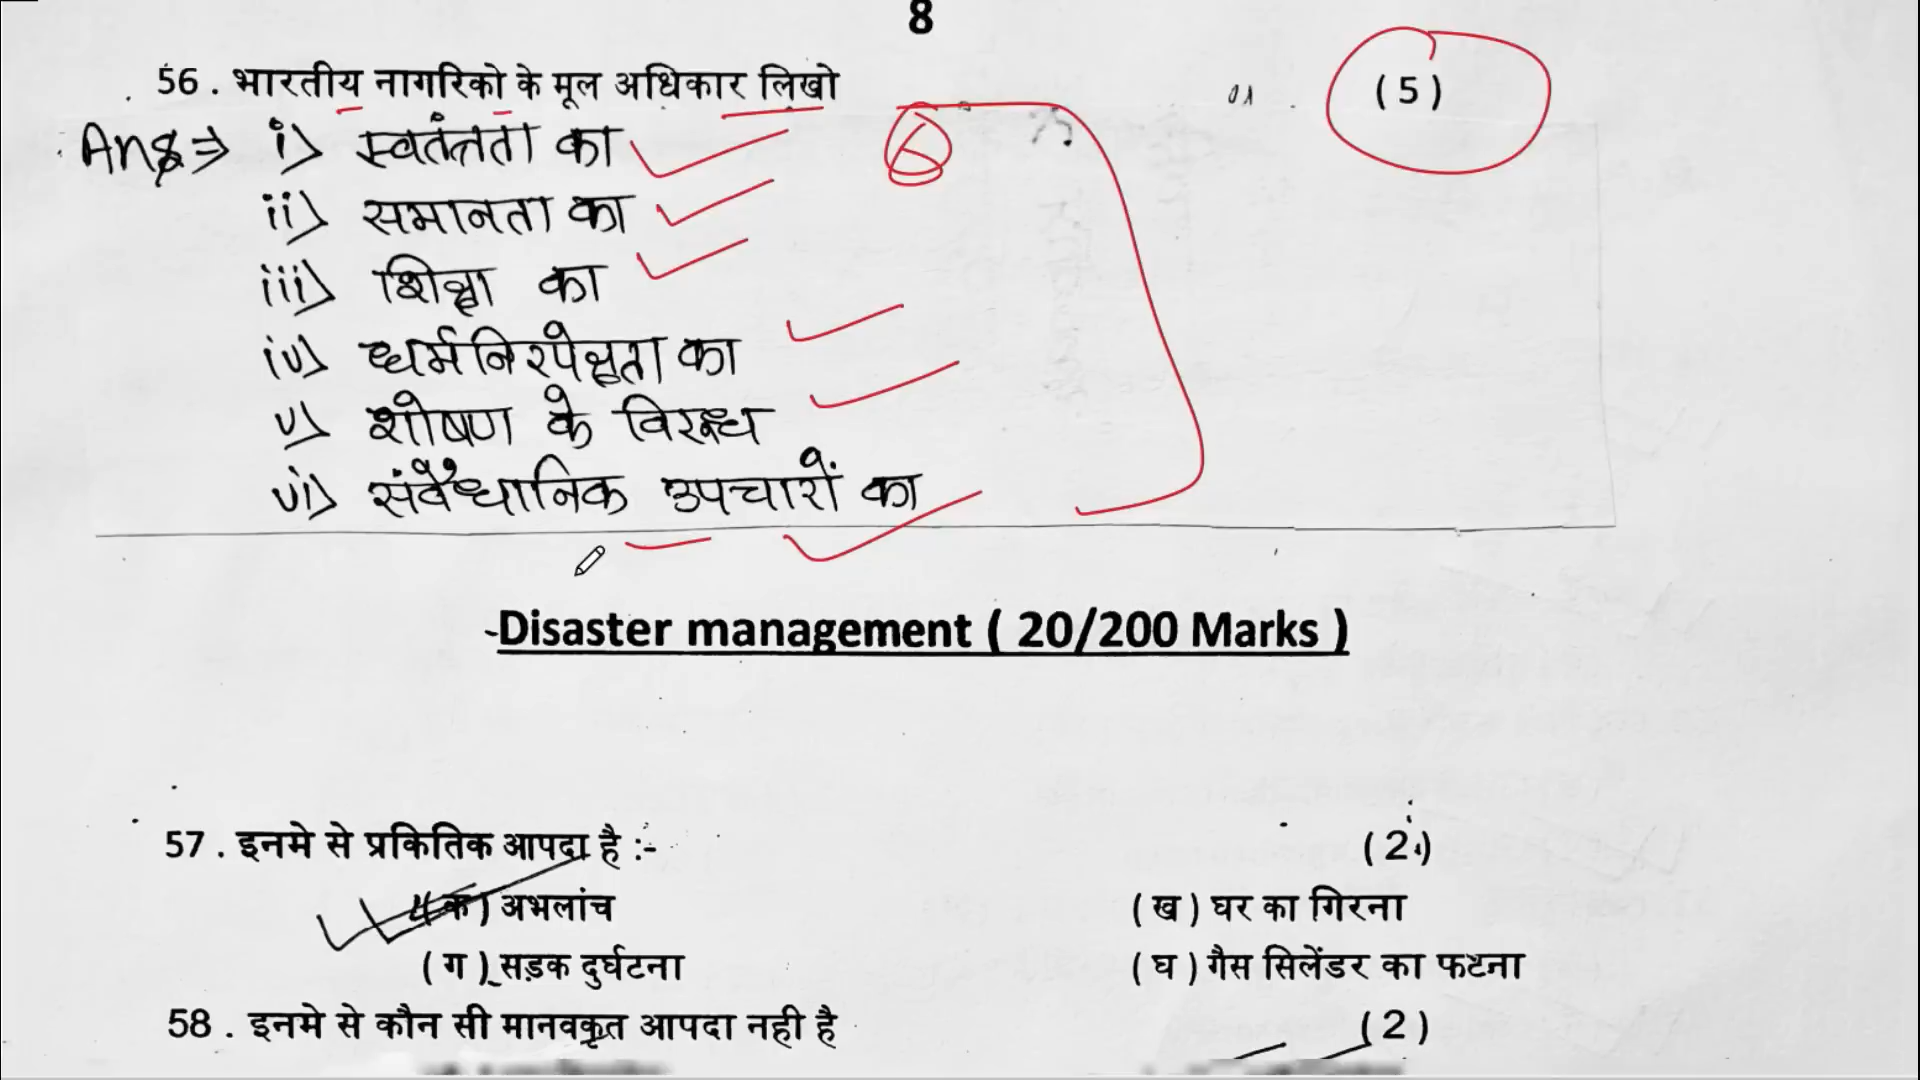 8
56 . भारतीय नागरिको के मूल अधिकार लिखो (5)
Ans⇒ i) स्वतंत्रता का
ii) समानता का
iii) शिक्षा का
iv) धर्मनिरपेक्षता का
v) शोषण के विरुध
vi) संवैधानिक उपचारों का
-Disaster management ( 20/200 Marks )
57 . इनमे से प्रकितिक आपदा है :- (2)
(क) अभलांच (ख) घर का गिरना
(ग) सड़क दुर्घटना (घ) गैस सिलेंडर का फटना
58 . इनमे से कौन सी मानवकृत आपदा नही है (2)